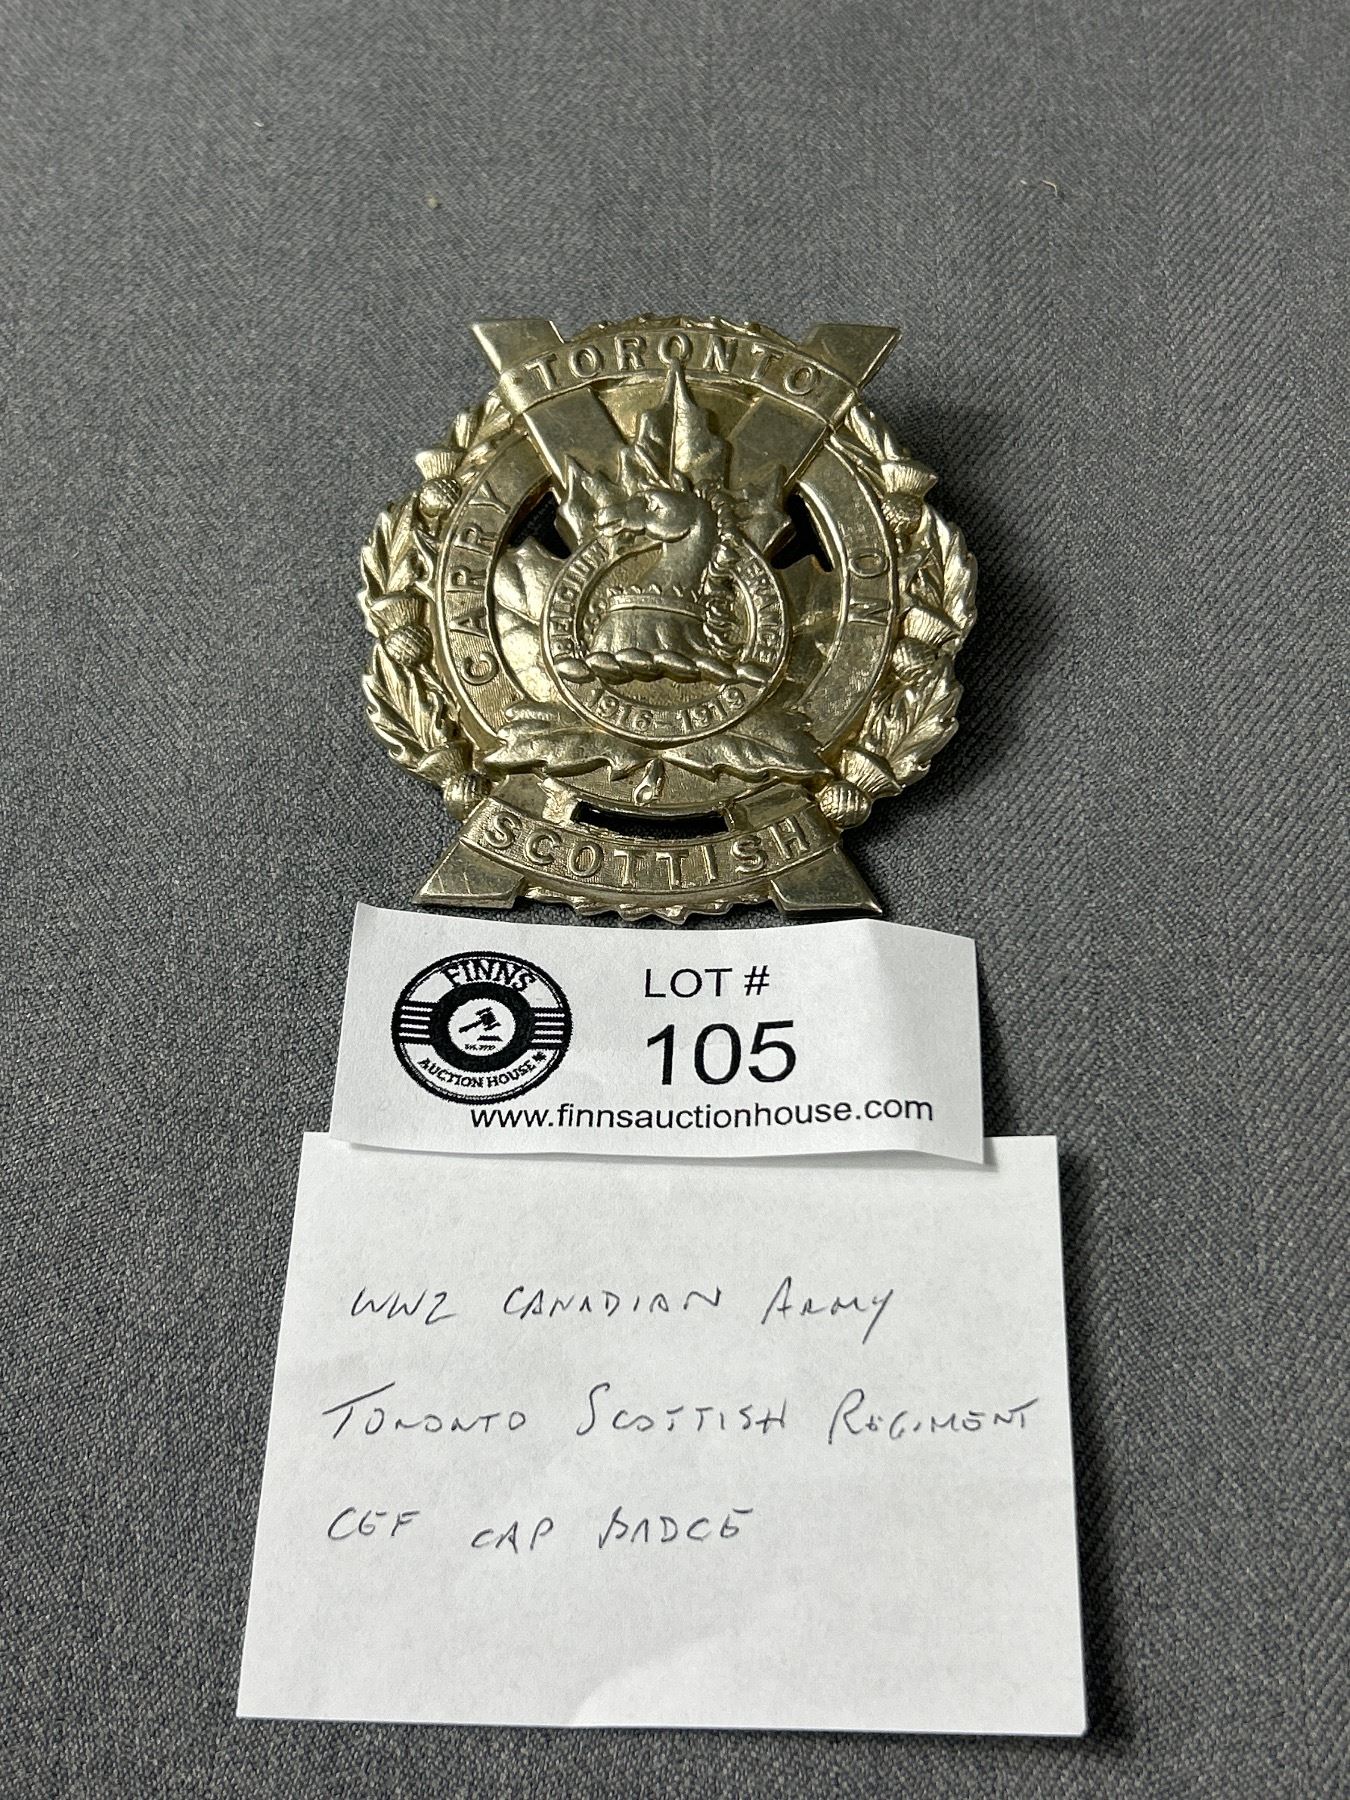 TORONTO
CARRY ON
BELGIUM FRANCE
1916-1919
SCOTTISH
FINNS
AUCTION HOUSE
LOT #
105
www.finnsauctionhouse.com
WW2 CANADIAN ARMY
TORONTO SCOTTISH REGIMENT
CEF CAP BADGE